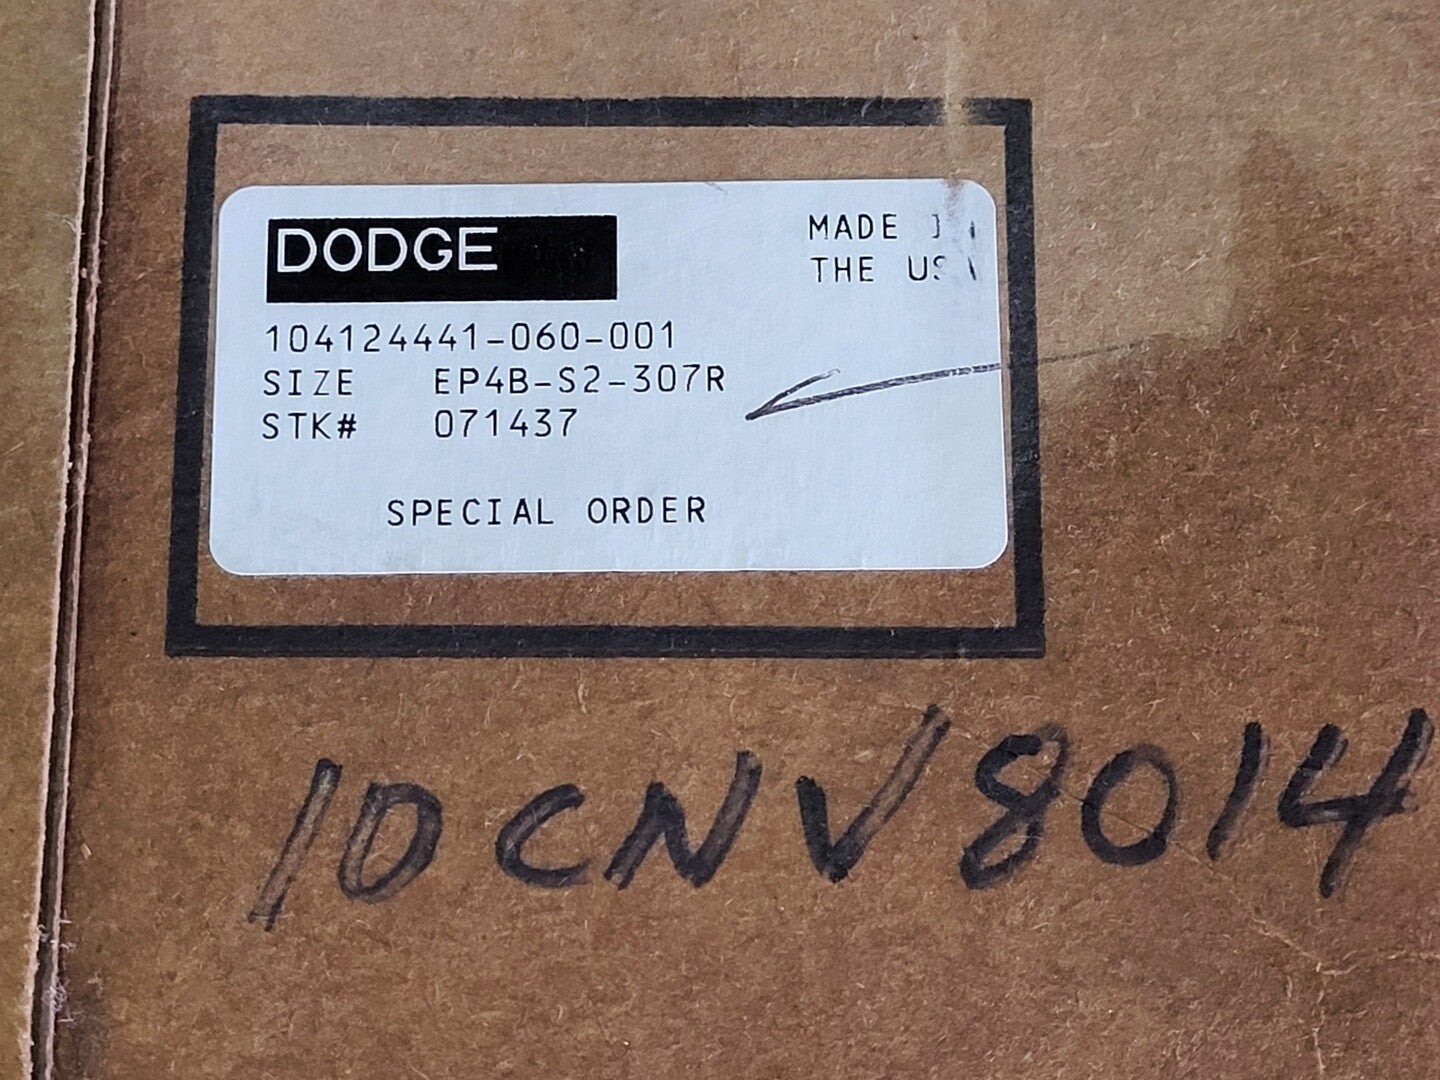 DODGE
MADE
THE
104124441-060-001
SIZE EP4B-S2-307R
STK# 071437
SPECIAL ORDER
10CNV8014